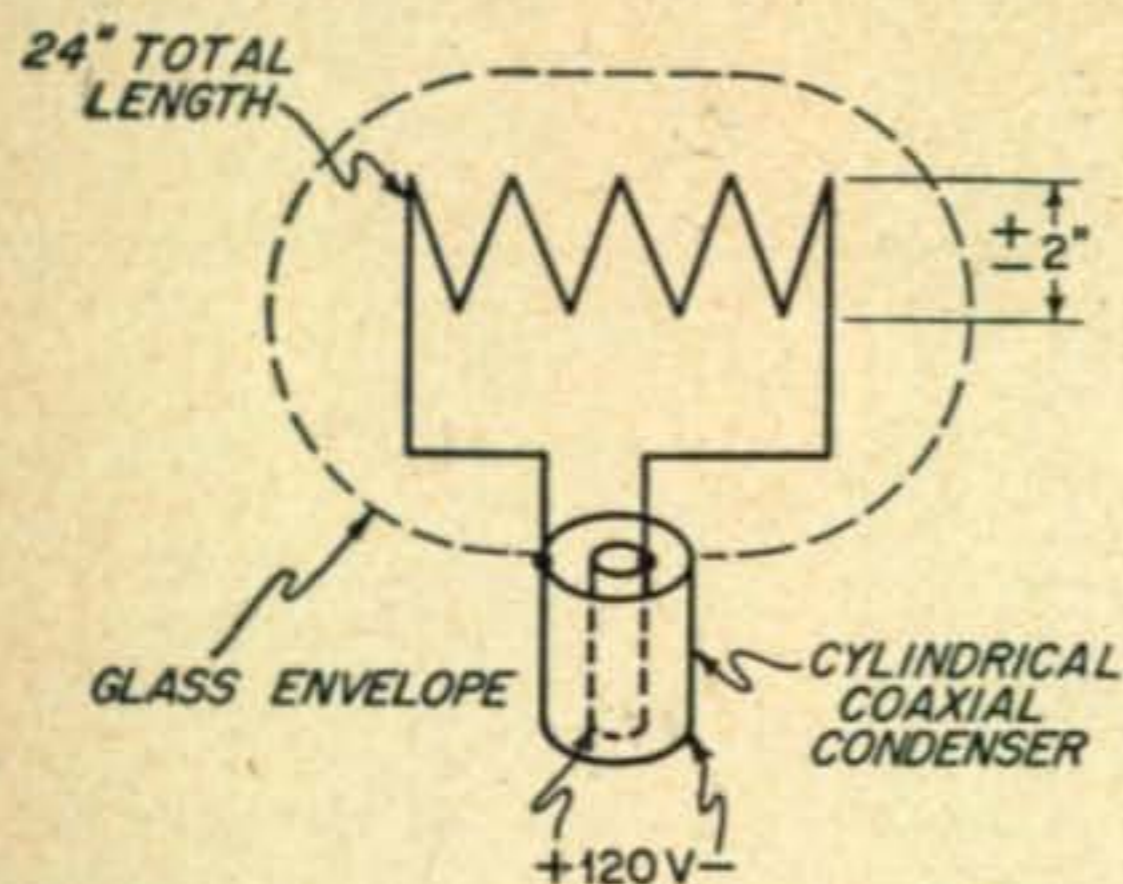 24" TOTAL
LENGTH
± 2"
GLASS ENVELOPE
CYLINDRICAL
COAXIAL
CONDENSER
+120V−